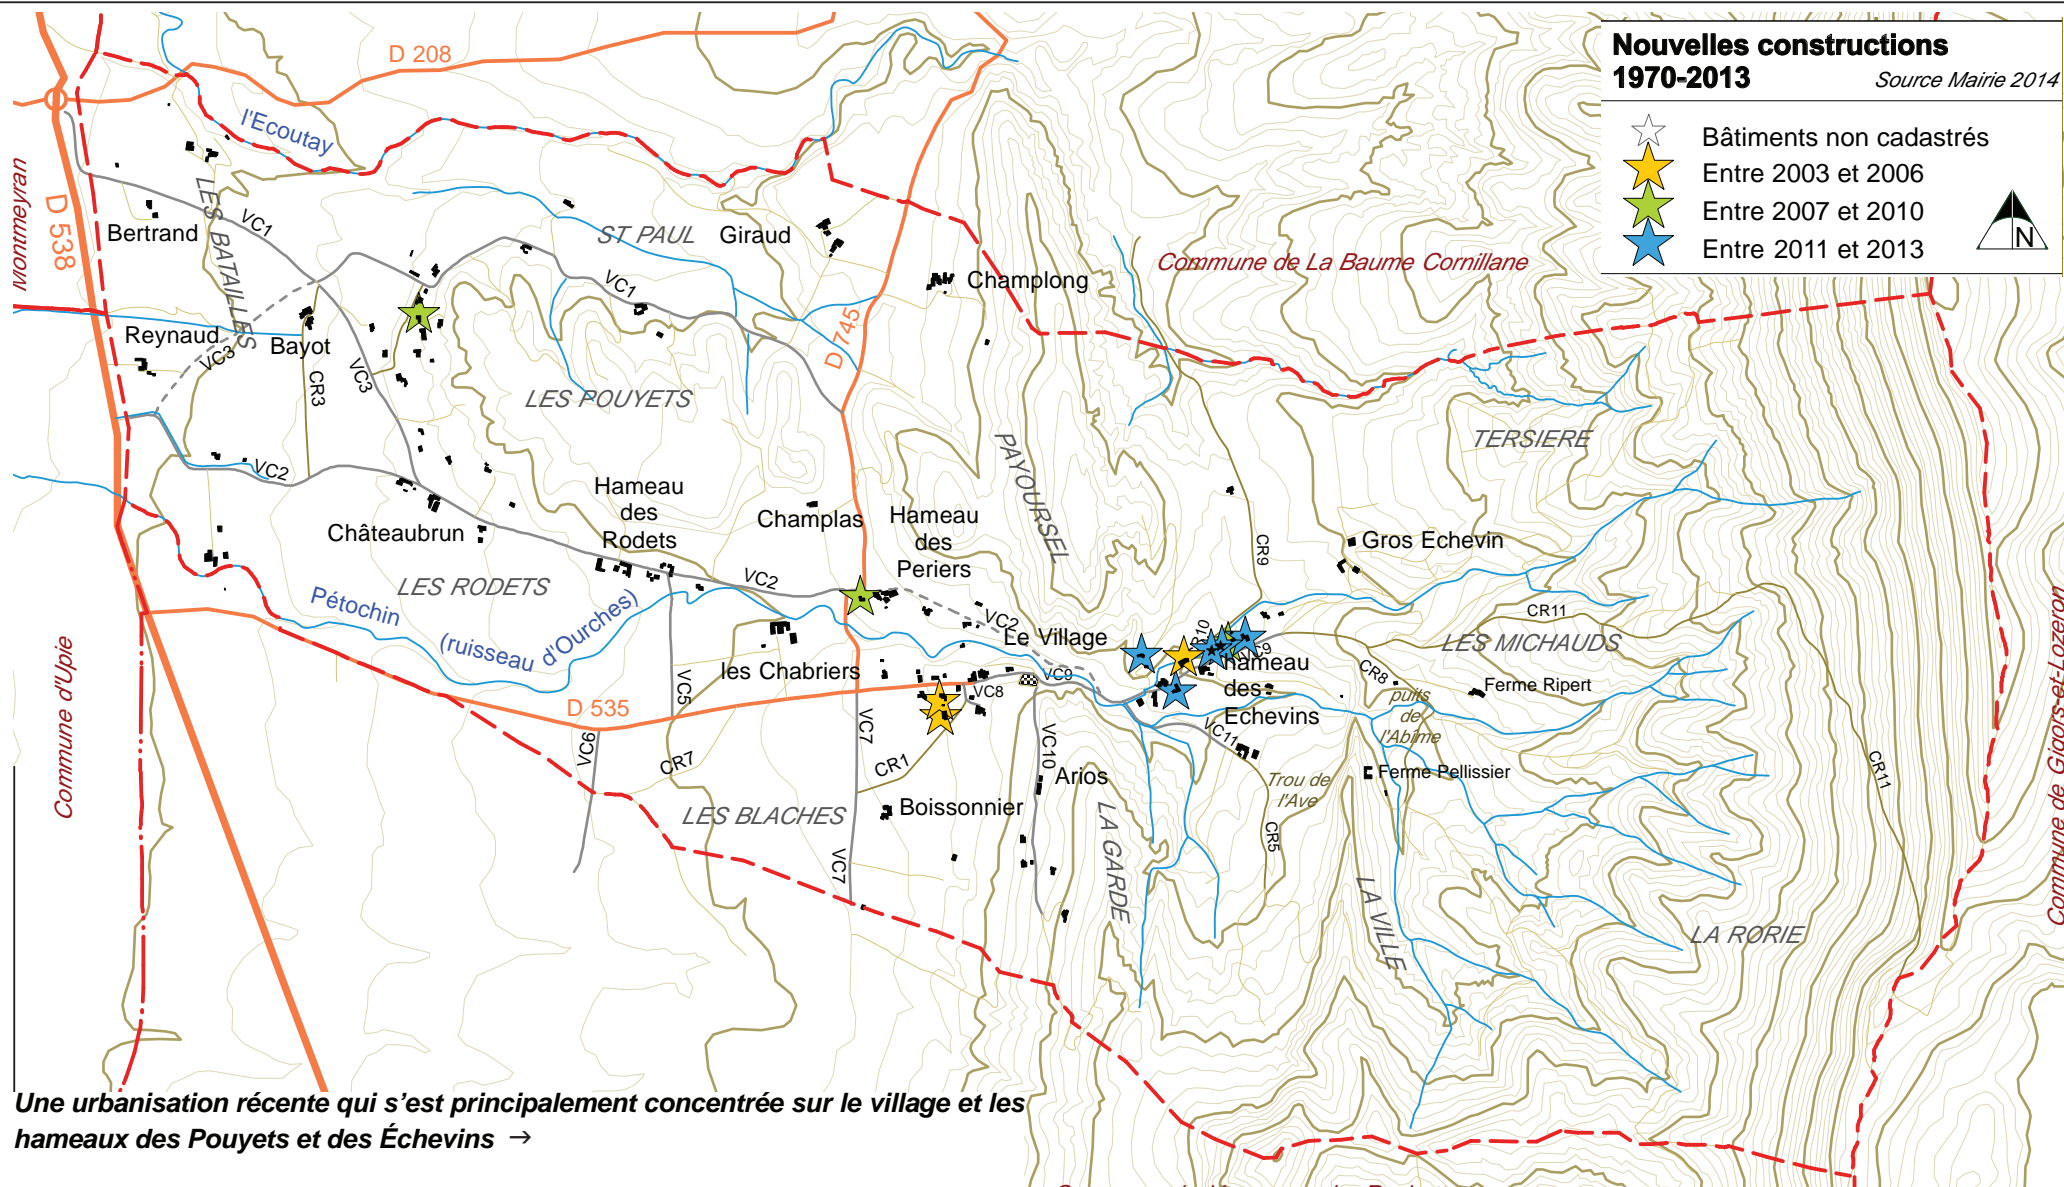 Nouvelles constructions
1970-2013
Source Mairie 2014
Bâtiments non cadastrés
Entre 2003 et 2006
Entre 2007 et 2010
Entre 2011 et 2013
N
D 208
l'Ecoutay
Montmeyran
D 538
LES BATAILLES
VC1
Bertrand
ST PAUL
Giraud
VC1
Champlong
Commune de La Baume Cornillane
Reynaud
VC3
Bayot
CR3
VC3
D 745
LES POUYETS
PAYOURSEL
TERSIERE
VC2
Hameau
des
Rodets
Champlas
Hameau
des
Periers
Châteaubrun
LES RODETS
VC2
CR9
Gros Echevin
Pétochin
(ruisseau d'Ourches)
VC2
Le Village
CR11
LES MICHAUDS
Commune d'Upie
les Chabriers
VC5
VC8
VC9
VC9
Hameau
des
Echevins
CR8
Ferme Ripert
puits
de
l'Abîme
D 535
VC6
CR7
VC7
CR1
VC10
Arios
VC11
Trou de
l'Ave
Ferme Pellissier
CR11
LES BLACHES
Boissonnier
VC7
LA GARDE
CR5
LA VILLE
LA RORIE
Commune de Gigors-et-Lozeron
Une urbanisation récente qui s'est principalement concentrée sur le village et les
hameaux des Pouyets et des Échevins →